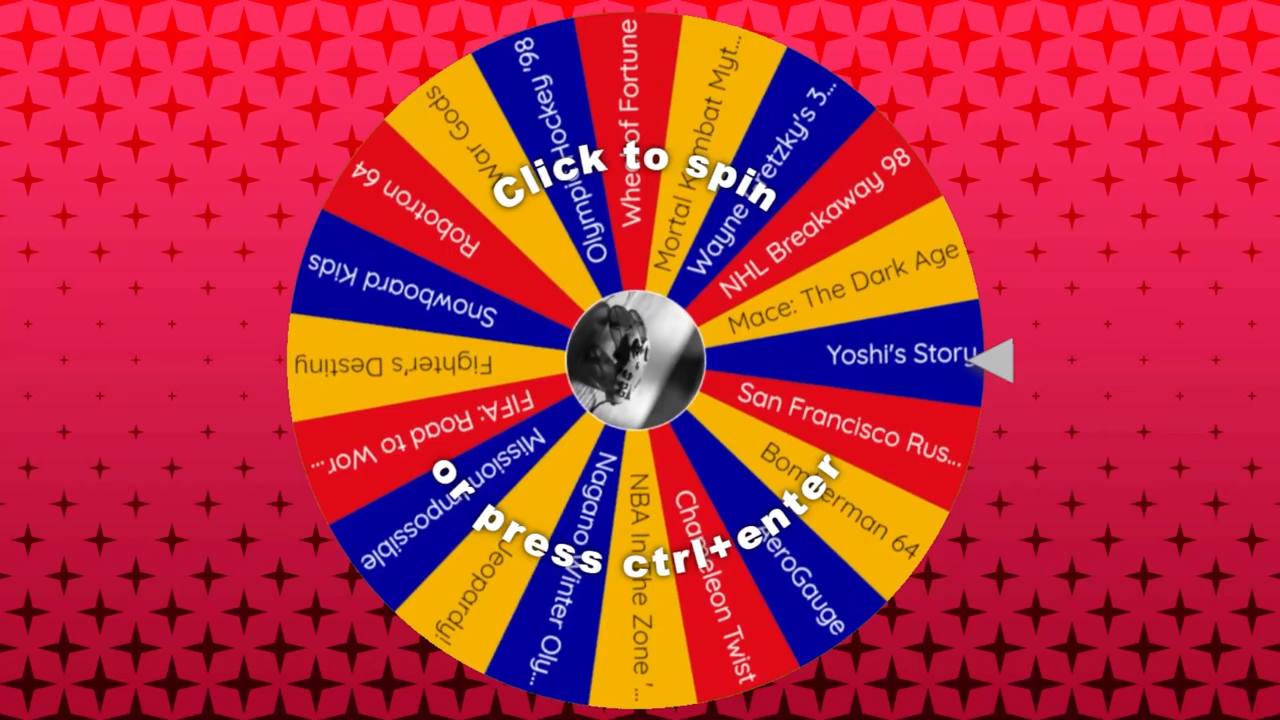 Click to spin
or press ctrl+enter
Wheel of Fortune
Mortal Kombat Myt...
Wayne Gretzky's 3...
NHL Breakaway 98
Mace: The Dark Age
Yoshi's Story
San Francisco Rus...
Bomberman 64
AeroGauge
Chameleon Twist
NBA In the Zone '...
Nagano Winter Oly...
Jeopardy!
Mission: Impossible
FIFA: Road to Wor...
Fighter's Destiny
Snowboard Kids
Robotron 64
War Gods
Olympic Hockey '98